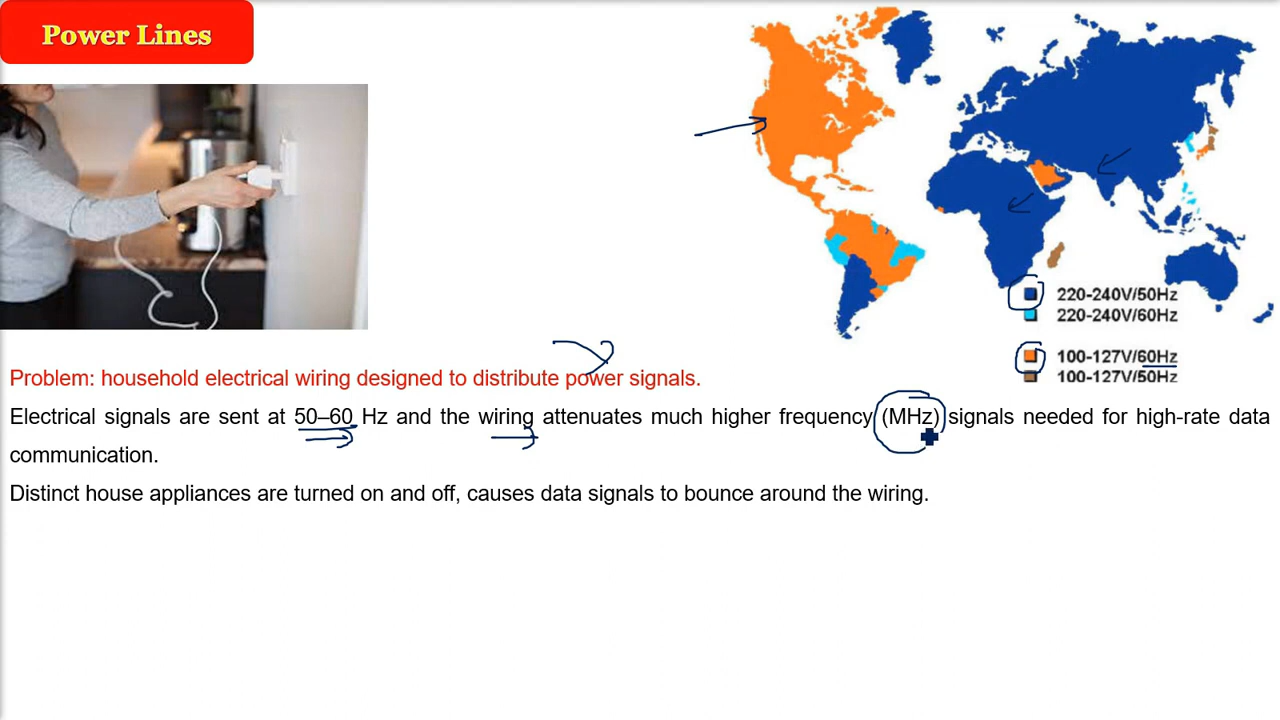 Power Lines
220-240V/50Hz
220-240V/60Hz
100-127V/60Hz
100-127V/50Hz
Problem: household electrical wiring designed to distribute power signals.
Electrical signals are sent at 50–60 Hz and the wiring attenuates much higher frequency (MHz) signals needed for high-rate data
communication.
Distinct house appliances are turned on and off, causes data signals to bounce around the wiring.